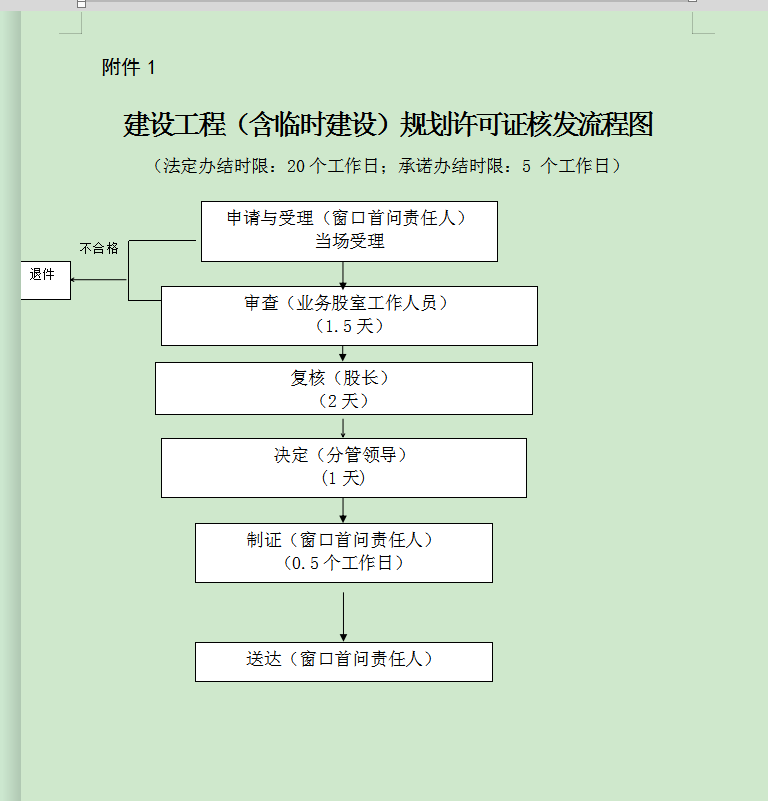 附件 1
建设工程（含临时建设）规划许可证核发流程图
（法定办结时限：20个工作日；承诺办结时限：5 个工作日）
申请与受理（窗口首问责任人）
当场受理
不合格
退件
审查（业务股室工作人员）
（1.5天）
复核（股长）
（2天）
决定（分管领导）
(1天)
制证（窗口首问责任人）
（0.5个工作日）
送达（窗口首问责任人）